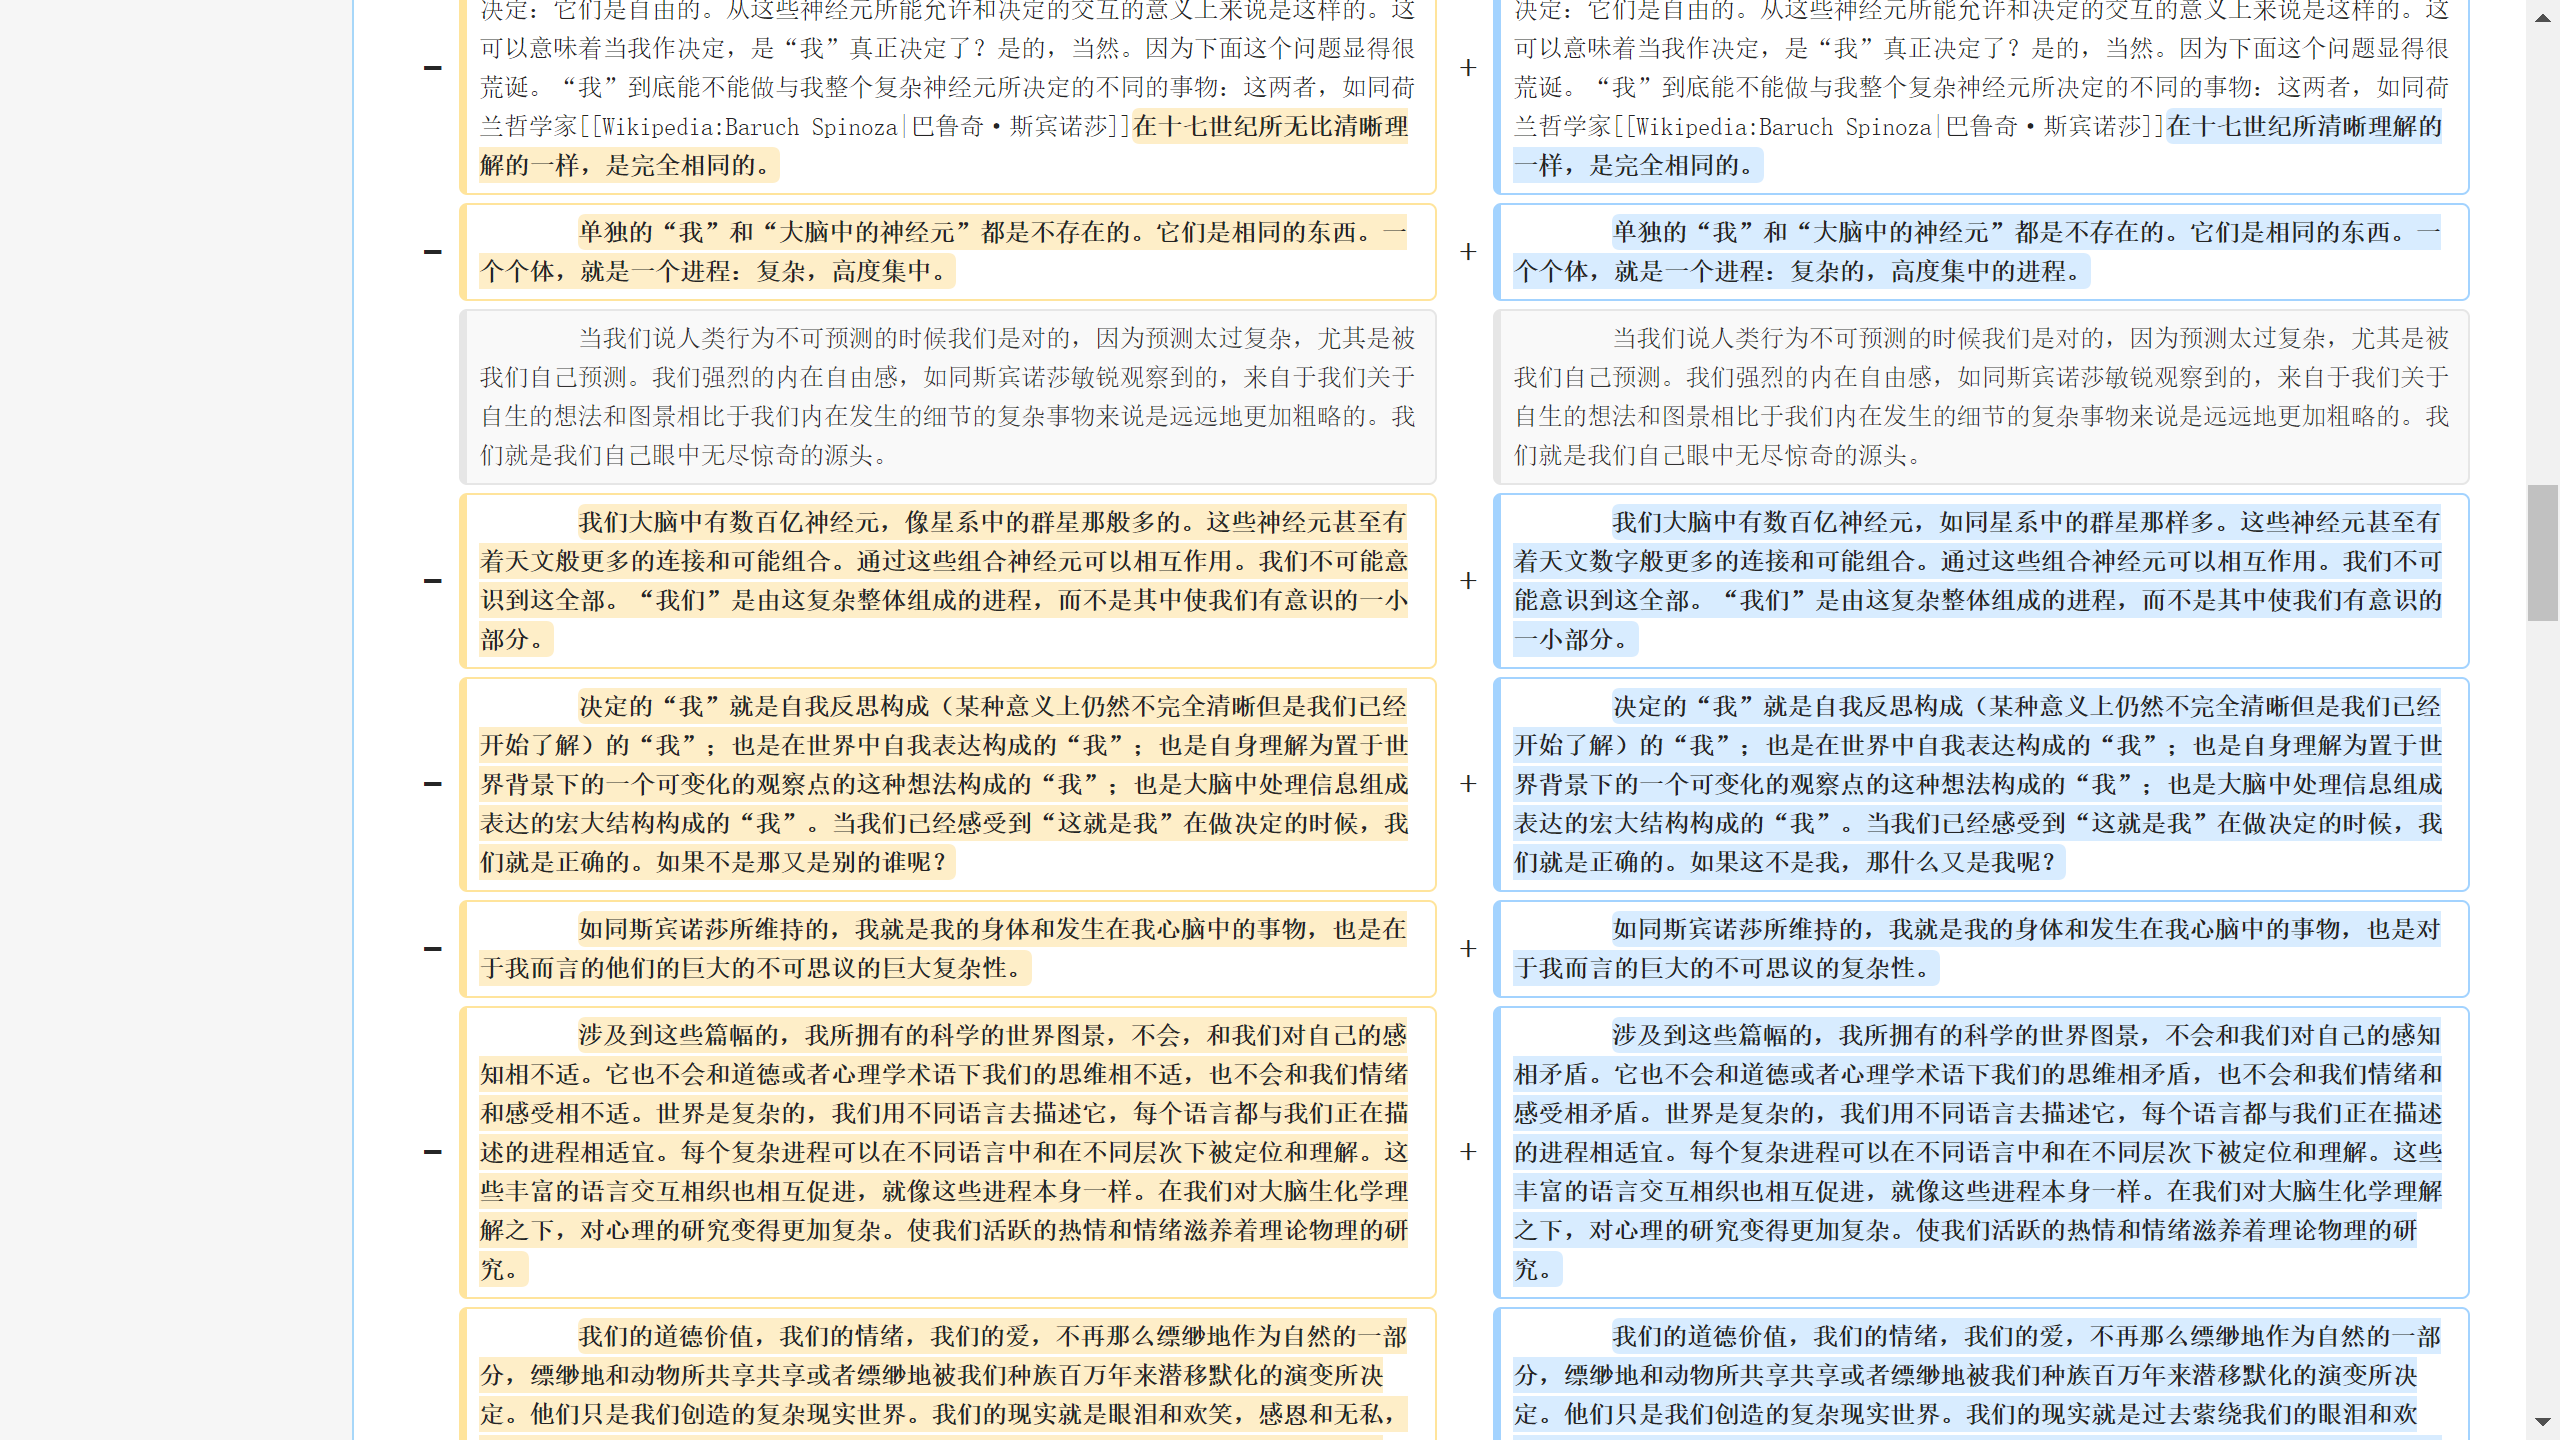 决定：它们是自由的。从这些神经元所能允许和决定的交互的意义上来说是这样的。这
可以意味着当我作决定，是“我”真正决定了？是的，当然。因为下面这个问题显得很
荒诞。“我”到底能不能做与我整个复杂神经元所决定的不同的事物：这两者，如同荷
兰哲学家[[Wikipedia:Baruch Spinoza|巴鲁奇·斯宾诺莎]]在十七世纪所无比清晰理
解的一样，是完全相同的。
−
单独的“我”和“大脑中的神经元”都是不存在的。它们是相同的东西。一
个个体，就是一个进程：复杂，高度集中。
−
当我们说人类行为不可预测的时候我们是对的，因为预测太过复杂，尤其是被
我们自己预测。我们强烈的内在自由感，如同斯宾诺莎敏锐观察到的，来自于我们关于
自生的想法和图景相比于我们内在发生的细节的复杂事物来说是远远地更加粗略的。我
们就是我们自己眼中无尽惊奇的源头。
我们大脑中有数百亿神经元，像星系中的群星那般多的。这些神经元甚至有
着天文般更多的连接和可能组合。通过这些组合神经元可以相互作用。我们不可能意
识到这全部。“我们”是由这复杂整体组成的进程，而不是其中使我们有意识的一小
部分。
−
决定的“我”就是自我反思构成（某种意义上仍然不完全清晰但是我们已经
开始了解）的“我”；也是在世界中自我表达构成的“我”；也是自身理解为置于世
界背景下的一个可变化的观察点的这种想法构成的“我”；也是大脑中处理信息组成
表达的宏大结构构成的“我”。当我们已经感受到“这就是我”在做决定的时候，我
们就是正确的。如果不是那又是别的谁呢？
−
如同斯宾诺莎所维持的，我就是我的身体和发生在我心脑中的事物，也是在
于我而言的他们的巨大的不可思议的巨大复杂性。
−
涉及到这些篇幅的，我所拥有的科学的世界图景，不会，和我们对自己的感
知相不适。它也不会和道德或者心理学术语下我们的思维相不适，也不会和我们情绪
和感受相不适。世界是复杂的，我们用不同语言去描述它，每个语言都与我们正在描
述的进程相适宜。每个复杂进程可以在不同语言中和在不同层次下被定位和理解。这
些丰富的语言交互相织也相互促进，就像这些进程本身一样。在我们对大脑生化学理
解之下，对心理的研究变得更加复杂。使我们活跃的热情和情绪滋养着理论物理的研
究。
−
我们的道德价值，我们的情绪，我们的爱，不再那么缥缈地作为自然的一部
分，缥缈地和动物所共享共享或者缥缈地被我们种族百万年来潜移默化的演变所决
定。他们只是我们创造的复杂现实世界。我们的现实就是眼泪和欢笑，感恩和无私，
决定：它们是自由的。从这些神经元所能允许和决定的交互的意义上来说是这样的。这
可以意味着当我作决定，是“我”真正决定了？是的，当然。因为下面这个问题显得很
荒诞。“我”到底能不能做与我整个复杂神经元所决定的不同的事物：这两者，如同荷
兰哲学家[[Wikipedia:Baruch Spinoza|巴鲁奇·斯宾诺莎]]在十七世纪所清晰理解的
一样，是完全相同的。
+
单独的“我”和“大脑中的神经元”都是不存在的。它们是相同的东西。一
个个体，就是一个进程：复杂的，高度集中的进程。
+
当我们说人类行为不可预测的时候我们是对的，因为预测太过复杂，尤其是被
我们自己预测。我们强烈的内在自由感，如同斯宾诺莎敏锐观察到的，来自于我们关于
自生的想法和图景相比于我们内在发生的细节的复杂事物来说是远远地更加粗略的。我
们就是我们自己眼中无尽惊奇的源头。
我们大脑中有数百亿神经元，如同星系中的群星那样多。这些神经元甚至有
着天文数字般更多的连接和可能组合。通过这些组合神经元可以相互作用。我们不可
能意识到这全部。“我们”是由这复杂整体组成的进程，而不是其中使我们有意识的
一小部分。
+
决定的“我”就是自我反思构成（某种意义上仍然不完全清晰但是我们已经
开始了解）的“我”；也是在世界中自我表达构成的“我”；也是自身理解为置于世
界背景下的一个可变化的观察点的这种想法构成的“我”；也是大脑中处理信息组成
表达的宏大结构构成的“我”。当我们已经感受到“这就是我”在做决定的时候，我
们就是正确的。如果这不是我，那什么又是我呢？
+
如同斯宾诺莎所维持的，我就是我的身体和发生在我心脑中的事物，也是对
于我而言的巨大的不可思议的复杂性。
+
涉及到这些篇幅的，我所拥有的科学的世界图景，不会和我们对自己的感知
相矛盾。它也不会和道德或者心理学术语下我们的思维相矛盾，也不会和我们情绪和
感受相矛盾。世界是复杂的，我们用不同语言去描述它，每个语言都与我们正在描述
的进程相适宜。每个复杂进程可以在不同语言中和在不同层次下被定位和理解。这些
丰富的语言交互相织也相互促进，就像这些进程本身一样。在我们对大脑生化学理解
之下，对心理的研究变得更加复杂。使我们活跃的热情和情绪滋养着理论物理的研
究。
+
我们的道德价值，我们的情绪，我们的爱，不再那么缥缈地作为自然的一部
分，缥缈地和动物所共享共享或者缥缈地被我们种族百万年来潜移默化的演变所决
定。他们只是我们创造的复杂现实世界。我们的现实就是过去萦绕我们的眼泪和欢